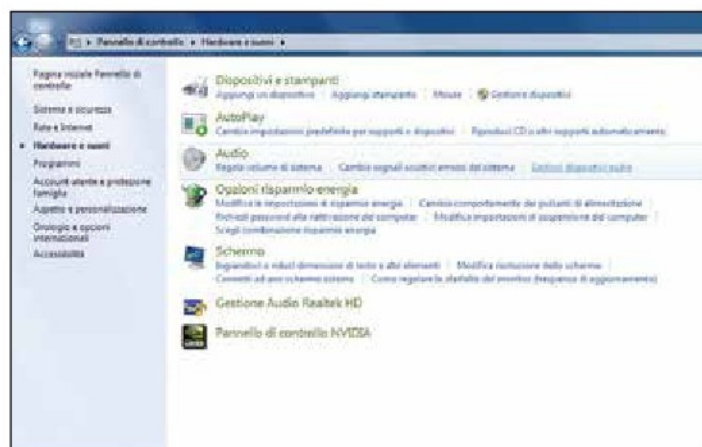 Pannello di controllo ▸ Hardware e suoni ▸
Pagina iniziale Pannello di
controllo
Sistema e sicurezza
Rete e Internet
Hardware e suoni
Programmi
Account utente e protezione
famiglia
Aspetto e personalizzazione
Orologio e opzioni
internazionali
Accessibilità
Dispositivi e stampanti
Aggiungi un dispositivo | Aggiungi stampante | Mouse | Gestione dispositivi
AutoPlay
Cambia impostazioni predefinite per supporti o dispositivi | Riproduci CD o altri supporti automaticamente
Audio
Regola volume di sistema | Cambia segnali acustici emessi dal sistema | Gestisci dispositivi audio
Opzioni risparmio energia
Modifica le impostazioni di risparmio energia | Cambia comportamento dei pulsanti di alimentazione
Richiedi password alla riattivazione del computer | Modifica impostazioni di sospensione del computer
Scegli combinazione risparmio energia
Schermo
Ingrandisci o riduci dimensione di testo e altri elementi | Modifica risoluzione dello schermo
Connetti ad uno schermo esterno | Come regolare lo sfarfallio del monitor (frequenza di aggiornamento)
Gestione Audio Realtek HD
Pannello di controllo NVIDIA